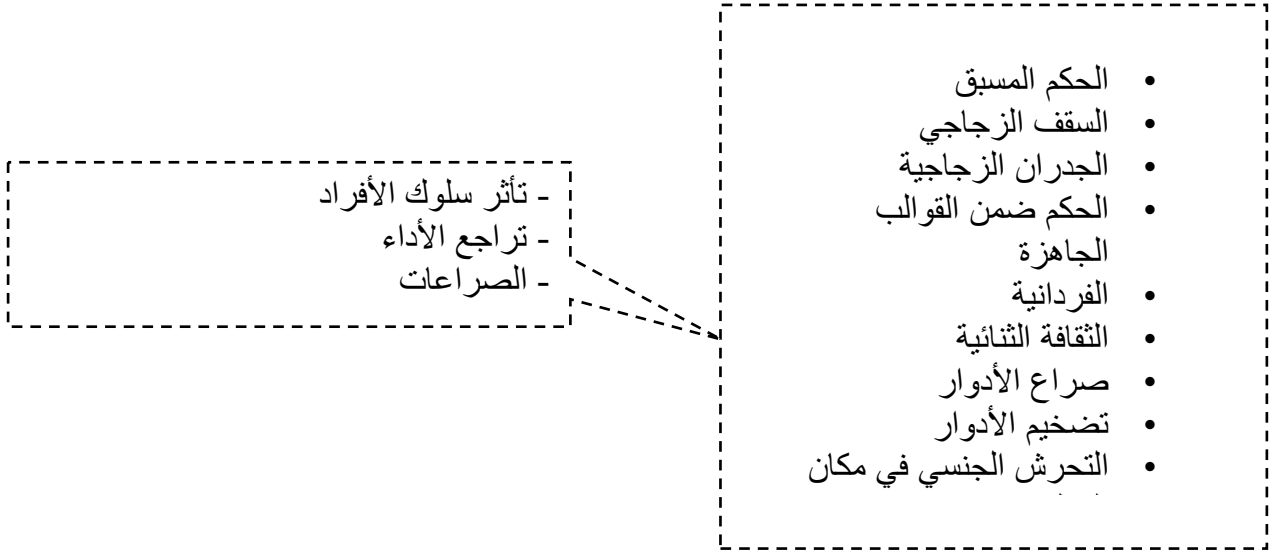 • الحكم المسبق
• السقف الزجاجي
• الجدران الزجاجية
• الحكم ضمن القوالب
الجاهزة
• الفردانية
• الثقافة الثنائية
• صراع الأدوار
• تضخيم الأدوار
• التحرش الجنسي في مكان
- تأثر سلوك الأفراد
- تراجع الأداء
- الصراعات